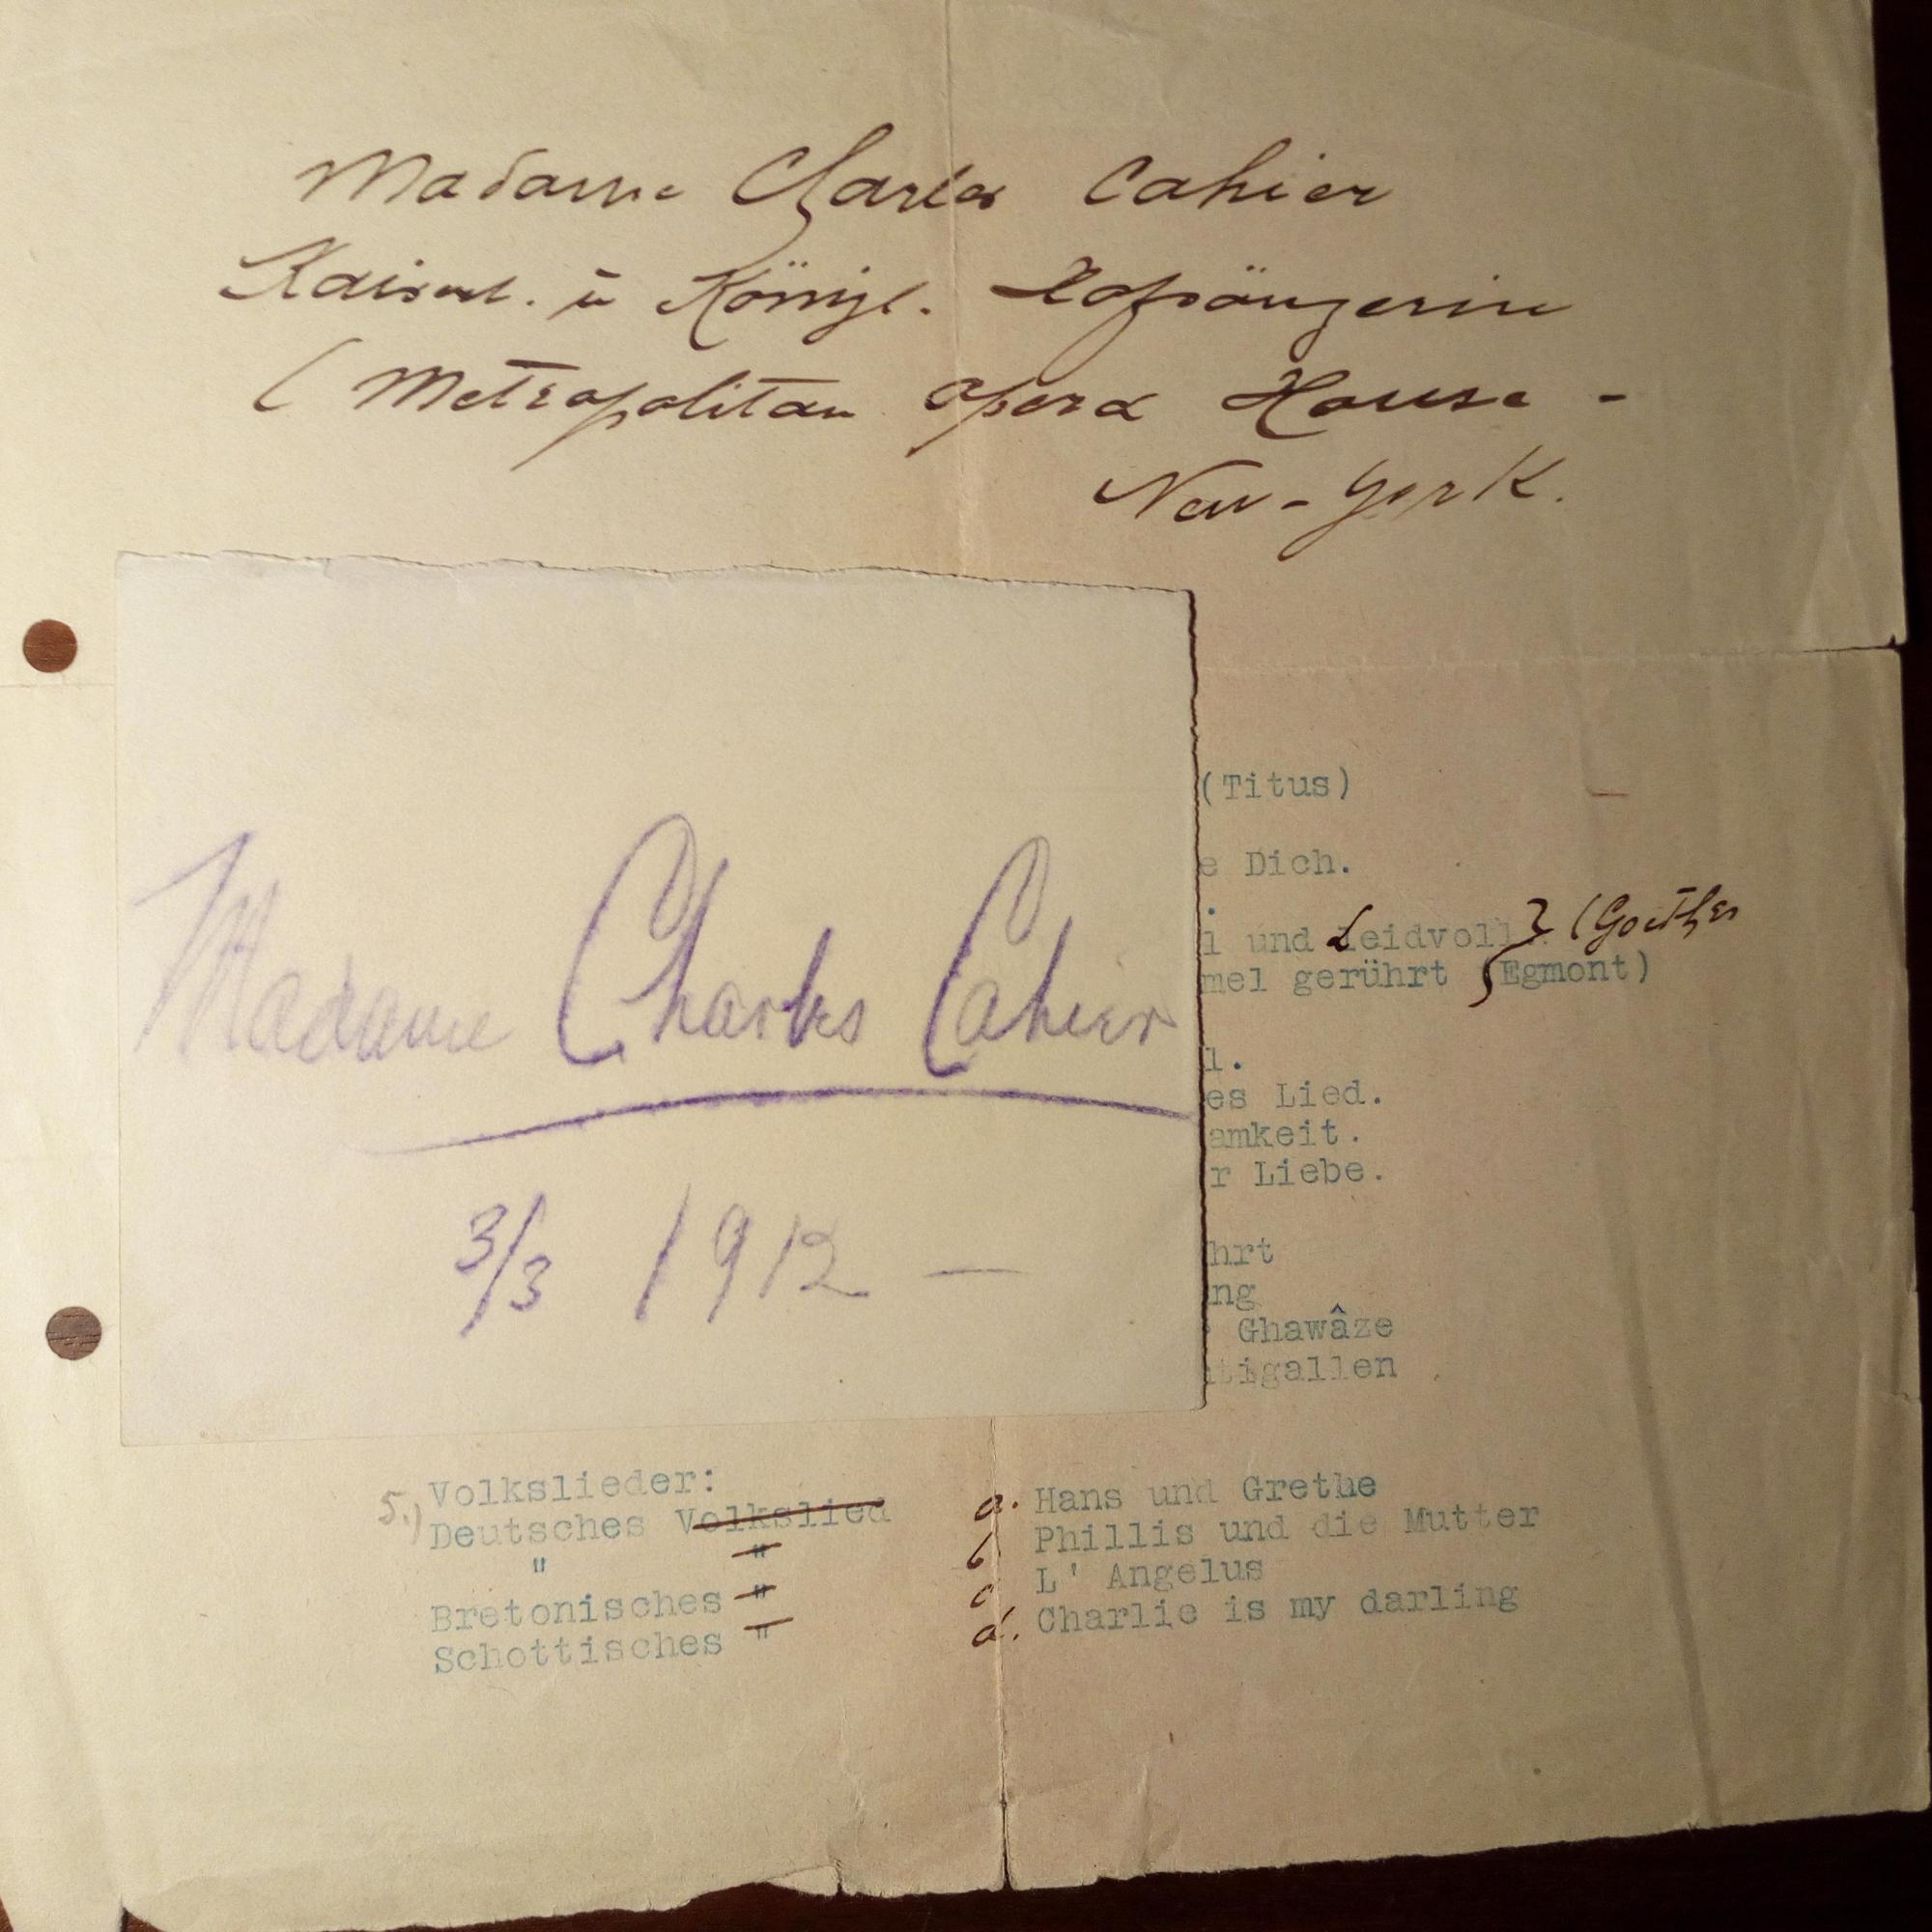 Madame Charles Cahier
Kaiserl. u Königl. Hofsängerin
(Metropolitan Opera House -
New-York.
(Titus)
e Dich.
l und Leidvoll } (Goethes
mel gerührt Egmont)
l.
es Lied.
amkeit.
r Liebe.
hrt
ng
Ghawâze
tigallen
Madame Charles Cahier
3/3 1912 —
5.) Volkslieder:
Deutsches Volkslied a. Hans und Grethe
" " b Phillis und die Mutter
Bretonisches " c L' Angelus
Schottisches " d. Charlie is my darling